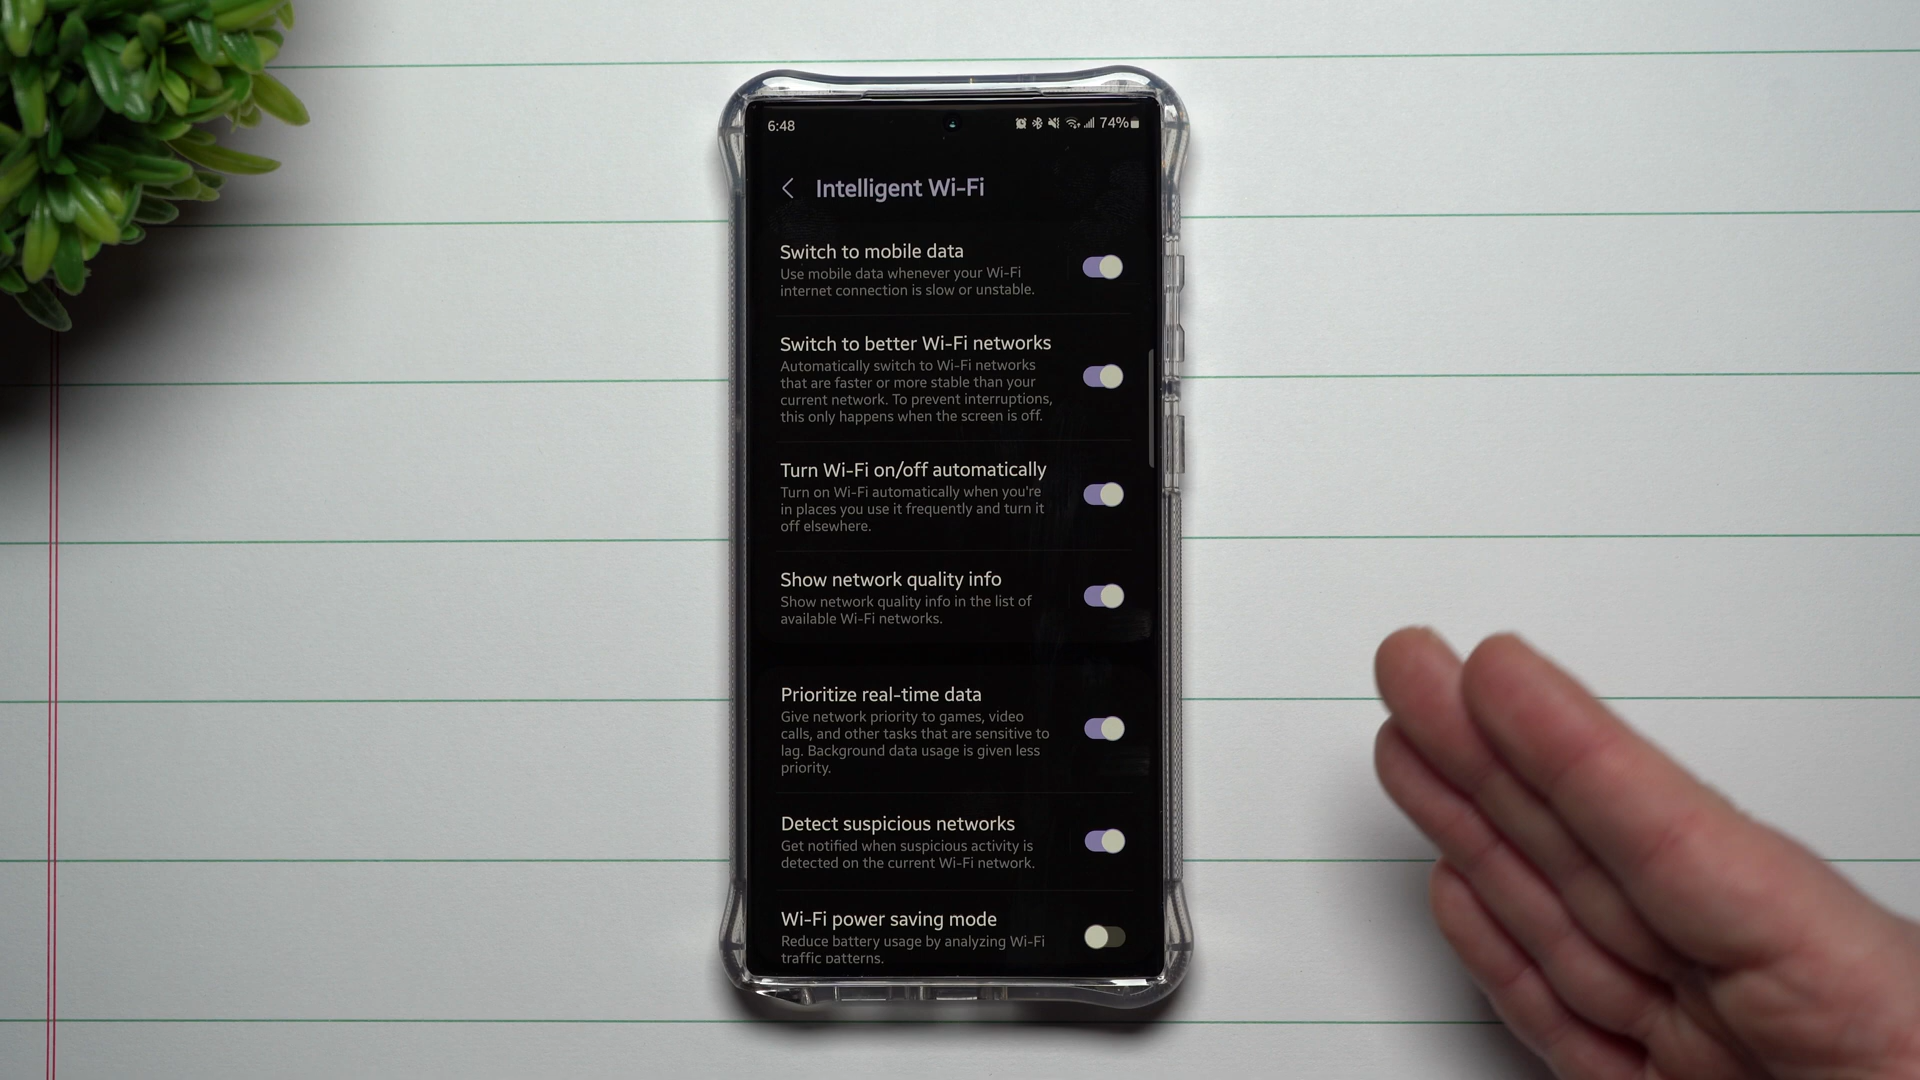 6:48
74%
Intelligent Wi-Fi
Switch to mobile data
Use mobile data whenever your Wi-Fi
internet connection is slow or unstable.
Switch to better Wi-Fi networks
Automatically switch to Wi-Fi networks
that are faster or more stable than your
current network. To prevent interruptions,
this only happens when the screen is off.
Turn Wi-Fi on/off automatically
Turn on Wi-Fi automatically when you're
in places you use it frequently and turn it
off elsewhere.
Show network quality info
Show network quality info in the list of
available Wi-Fi networks.
Prioritize real-time data
Give network priority to games, video
calls, and other tasks that are sensitive to
lag. Background data usage is given less
priority.
Detect suspicious networks
Get notified when suspicious activity is
detected on the current Wi-Fi network.
Wi-Fi power saving mode
Reduce battery usage by analyzing Wi-Fi
traffic patterns.